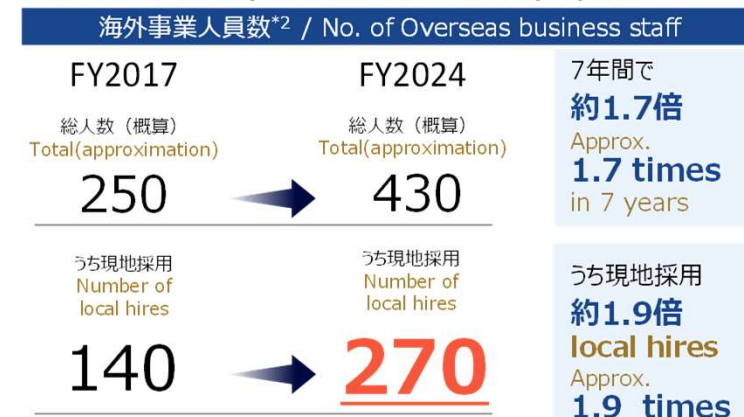 海外事業人員数*2 / No. of Overseas business staff
FY2017
総人数（概算）
Total(approximation)
250
FY2024
総人数（概算）
Total(approximation)
430
7年間で
約1.7倍
Approx.
1.7 times
in 7 years
うち現地採用
Number of
local hires
140
うち現地採用
Number of
local hires
270
うち現地採用
約1.9倍
local hires
Approx.
1.9 times